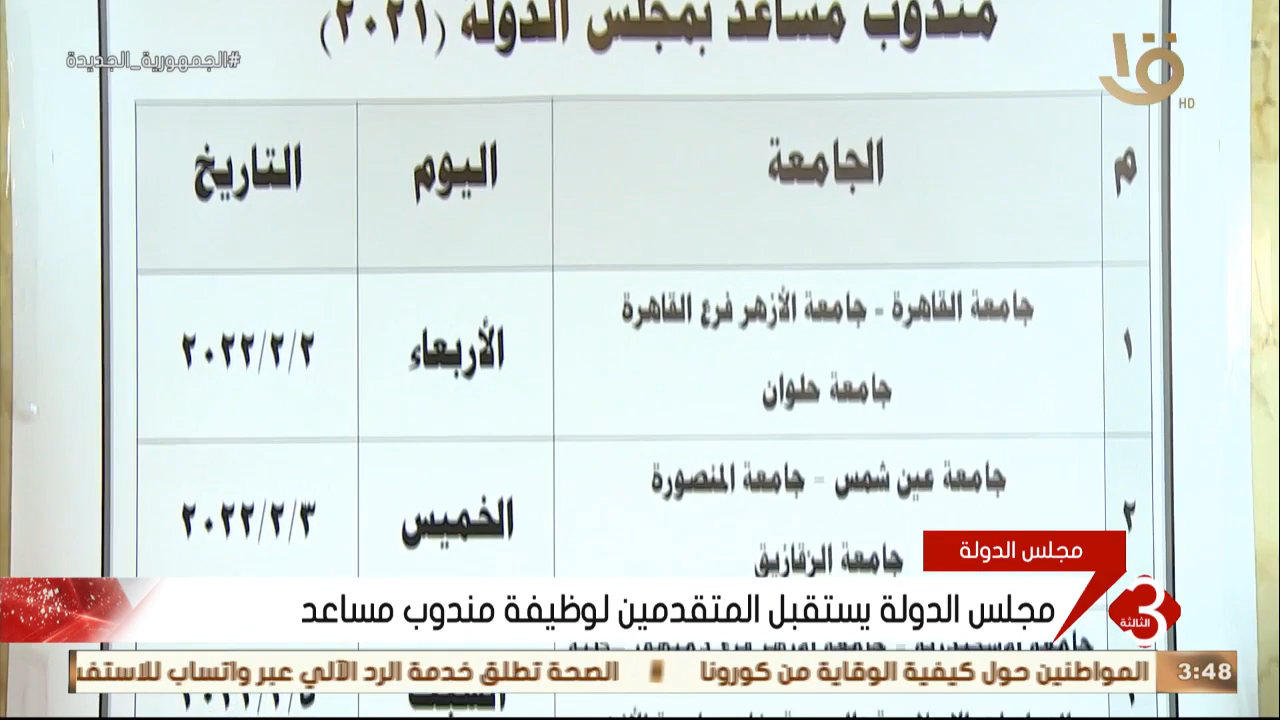 مندوب مساعد بمجلس الدولة (٢٠٢١)
#الجمهورية_الجديدة
HD
م
الجامعة
اليوم
التاريخ
١
جامعة القاهرة - جامعة الأزهر فرع القاهرة
جامعة حلوان
الأربعاء
٢٠٢٢/٢/٢
٢
جامعة عين شمس - جامعة المنصورة
جامعة الزقازيق
الخميس
٢٠٢٢/٢/٣
مجلس الدولة
مجلس الدولة يستقبل المتقدمين لوظيفة مندوب مساعد
3
الثالثة
3:48
المواطنين حول كيفية الوقاية من كورونا
الصحة تطلق خدمة الرد الآلي عبر واتساب